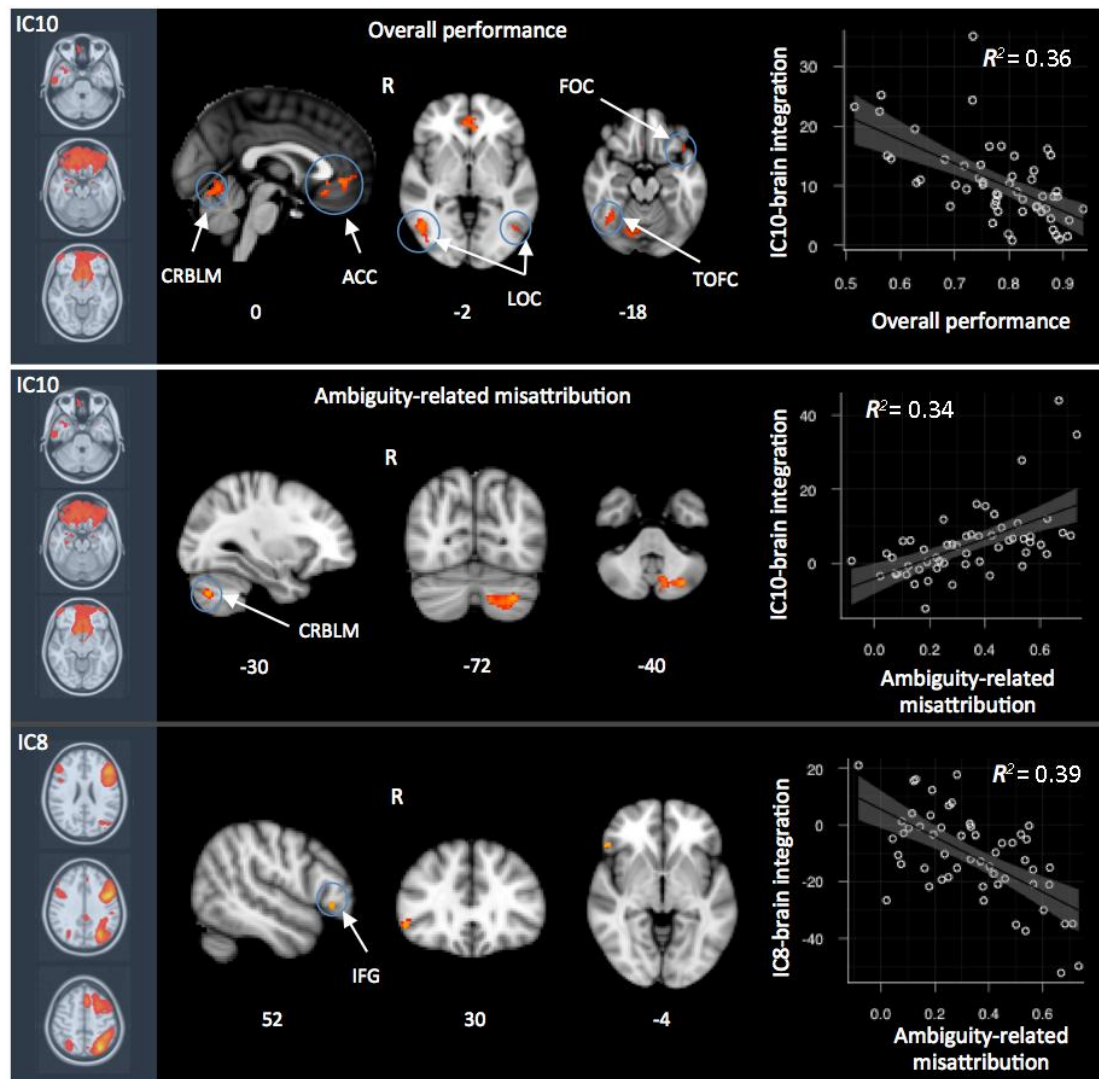 IC10
Overall performance
R
FOC
CRBLM
ACC
LOC
TOFC
0
-2
-18
IC10-brain integration
30
20
10
0
R² = 0.36
0.5 0.6 0.7 0.8 0.9
Overall performance
IC10
Ambiguity-related misattribution
R
CRBLM
-30
-72
-40
IC10-brain integration
40
20
0
R² = 0.34
0.0 0.2 0.4 0.6
Ambiguity-related
misattribution
IC8
R
IFG
52
30
-4
IC8-brain integration
20
0
-20
-40
R² = 0.39
0.0 0.2 0.4 0.6
Ambiguity-related
misattribution